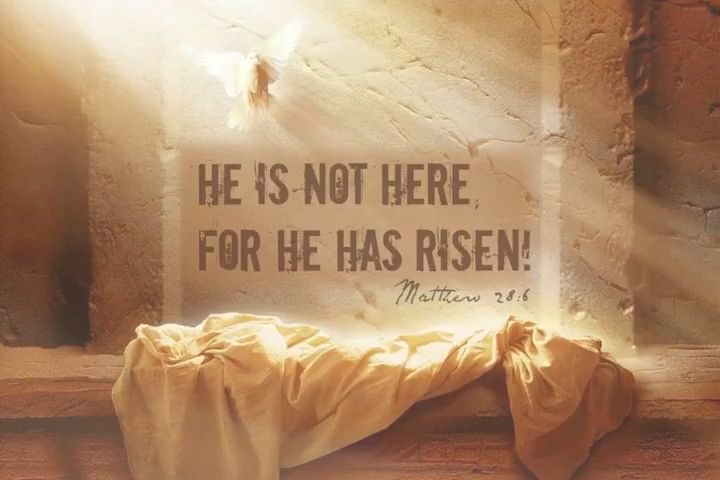 HE IS NOT HERE,
FOR HE HAS RISEN!
Matthew 28:6